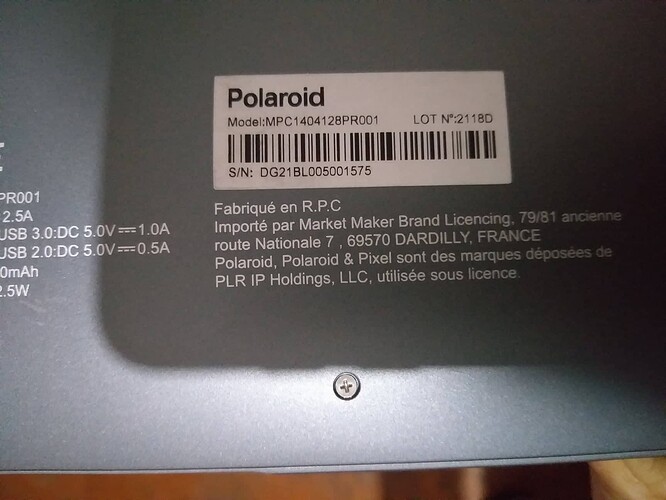 Polaroid
Model:MPC1404128PR001 LOT N°:2118D
S/N: DG21BL005001575
PR001
2.5A
USB 3.0:DC 5.0V⎓1.0A
USB 2.0:DC 5.0V⎓0.5A
0mAh
2.5W
Fabriqué en R.P.C
Importé par Market Maker Brand Licencing, 79/81 ancienne
route Nationale 7 , 69570 DARDILLY, FRANCE
Polaroid, Polaroid & Pixel sont des marques déposées de
PLR IP Holdings, LLC, utilisée sous licence.